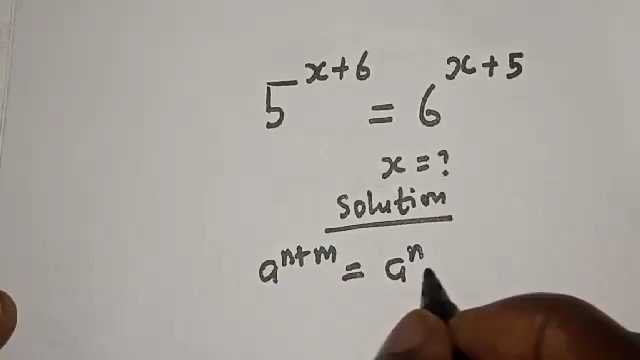 5^{x+6} = 6^{x+5}
x = ?
Solution
a^{n+m} = a^n